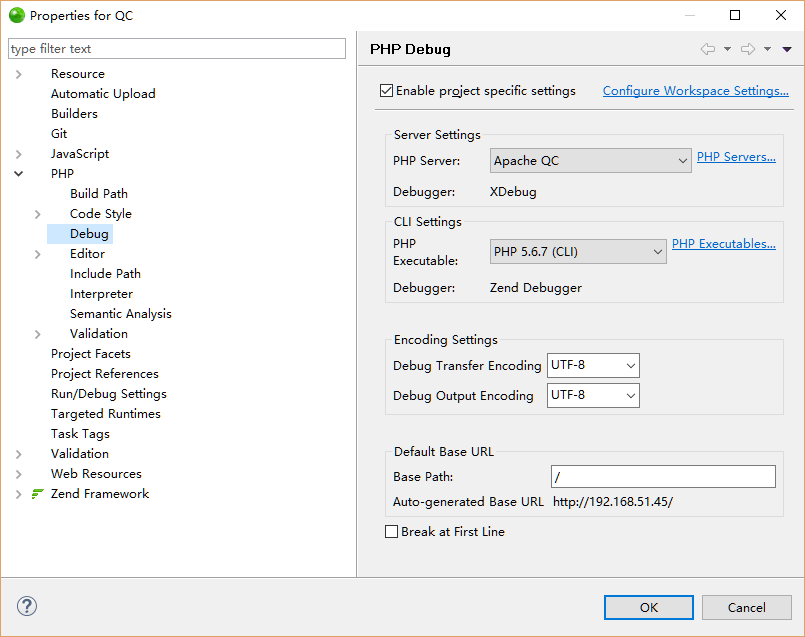 Properties for QC
type filter text
Resource
Automatic Upload
Builders
Git
JavaScript
PHP
Build Path
Code Style
Debug
Editor
Include Path
Interpreter
Semantic Analysis
Validation
Project Facets
Project References
Run/Debug Settings
Targeted Runtimes
Task Tags
Validation
Web Resources
Zend Framework
PHP Debug
Enable project specific settings Configure Workspace Settings...
Server Settings
PHP Server: Apache QC PHP Servers...
Debugger: XDebug
CLI Settings
PHP
Executable: PHP 5.6.7 (CLI) PHP Executables...
Debugger: Zend Debugger
Encoding Settings
Debug Transfer Encoding UTF-8
Debug Output Encoding UTF-8
Default Base URL
Base Path: /
Auto-generated Base URL http://192.168.51.45/
Break at First Line
? OK Cancel